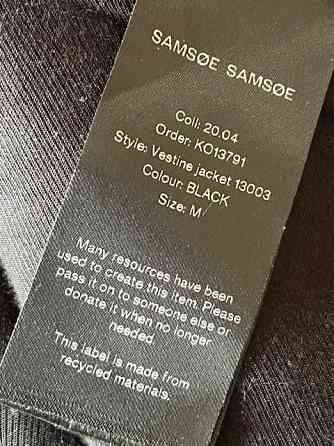 SAMSØE SAMSØE
Coll: 20.04
Order: KO13791
Style: Vestine jacket 13003
Colour: BLACK
Size: M
Many resources have been
used to create this item. Please
pass it on to someone else or
donate it when no longer
needed.
This label is made from
recycled materials.